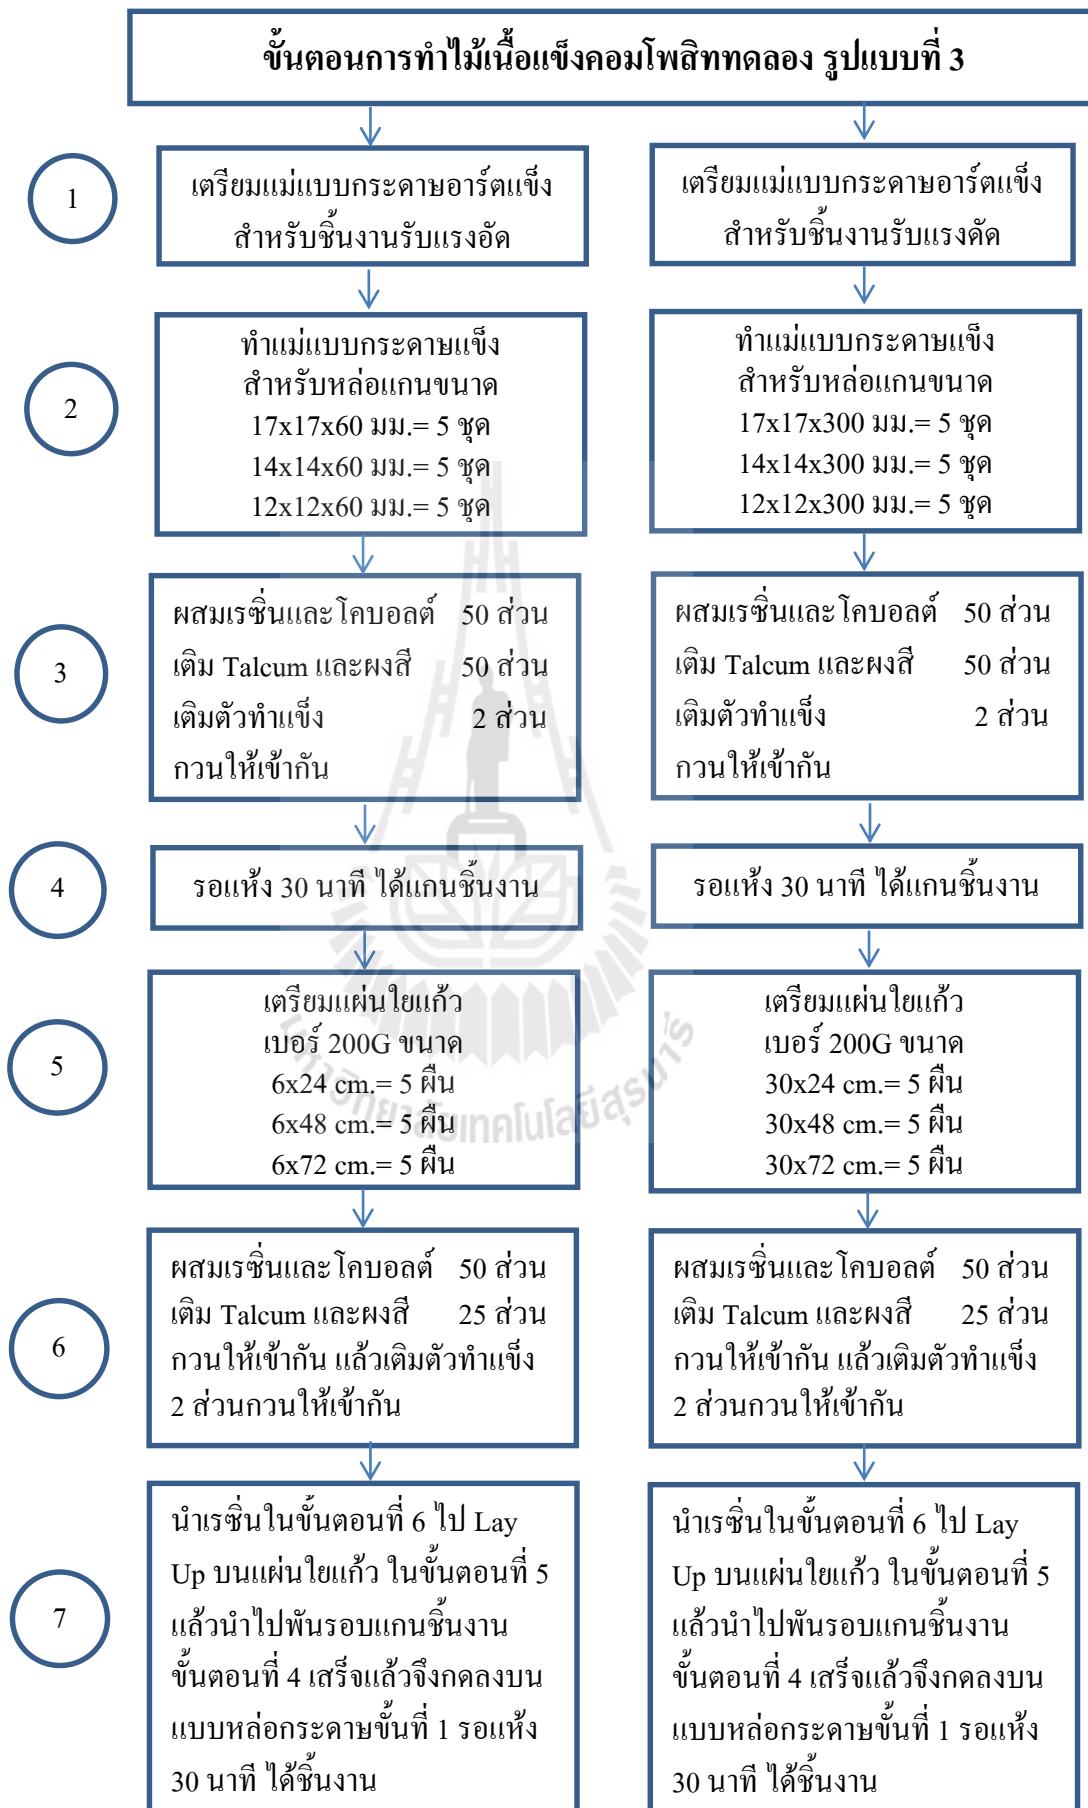 ขั้นตอนการทำไม้เนื้อแข็งคอมโพสิททดลอง รูปแบบที่ 3
1
เตรียมแม่แบบกระดาษอาร์ตแข็ง
สำหรับชิ้นงานรับแรงอัด
เตรียมแม่แบบกระดาษอาร์ตแข็ง
สำหรับชิ้นงานรับแรงดัด
2
ทำแม่แบบกระดาษแข็ง
สำหรับหล่อแกนขนาด
17x17x60 มม.= 5 ชุด
14x14x60 มม.= 5 ชุด
12x12x60 มม.= 5 ชุด
ทำแม่แบบกระดาษแข็ง
สำหรับหล่อแกนขนาด
17x17x300 มม.= 5 ชุด
14x14x300 มม.= 5 ชุด
12x12x300 มม.= 5 ชุด
3
ผสมเรซิ่นและโคบอลต์ 50 ส่วน
เติม Talcum และผงสี 50 ส่วน
เติมตัวทำแข็ง 2 ส่วน
กวนให้เข้ากัน
ผสมเรซิ่นและโคบอลต์ 50 ส่วน
เติม Talcum และผงสี 50 ส่วน
เติมตัวทำแข็ง 2 ส่วน
กวนให้เข้ากัน
4
รอแห้ง 30 นาที ได้แกนชิ้นงาน
รอแห้ง 30 นาที ได้แกนชิ้นงาน
5
เตรียมแผ่นใยแก้ว
เบอร์ 200G ขนาด
6x24 cm.= 5 ผืน
6x48 cm.= 5 ผืน
6x72 cm.= 5 ผืน
เตรียมแผ่นใยแก้ว
เบอร์ 200G ขนาด
30x24 cm.= 5 ผืน
30x48 cm.= 5 ผืน
30x72 cm.= 5 ผืน
มหาวิทยาลัยเทคโนโลยีสุรนารี
6
ผสมเรซิ่นและโคบอลต์ 50 ส่วน
เติม Talcum และผงสี 25 ส่วน
กวนให้เข้ากัน แล้วเติมตัวทำแข็ง
2 ส่วนกวนให้เข้ากัน
ผสมเรซิ่นและโคบอลต์ 50 ส่วน
เติม Talcum และผงสี 25 ส่วน
กวนให้เข้ากัน แล้วเติมตัวทำแข็ง
2 ส่วนกวนให้เข้ากัน
7
นำเรซิ่นในขั้นตอนที่ 6 ไป Lay
Up บนแผ่นใยแก้ว ในขั้นตอนที่ 5
แล้วนำไปพันรอบแกนชิ้นงาน
ขั้นตอนที่ 4 เสร็จแล้วจึงกดลงบน
แบบหล่อกระดาษขั้นที่ 1 รอแห้ง
30 นาที ได้ชิ้นงาน
นำเรซิ่นในขั้นตอนที่ 6 ไป Lay
Up บนแผ่นใยแก้ว ในขั้นตอนที่ 5
แล้วนำไปพันรอบแกนชิ้นงาน
ขั้นตอนที่ 4 เสร็จแล้วจึงกดลงบน
แบบหล่อกระดาษขั้นที่ 1 รอแห้ง
30 นาที ได้ชิ้นงาน